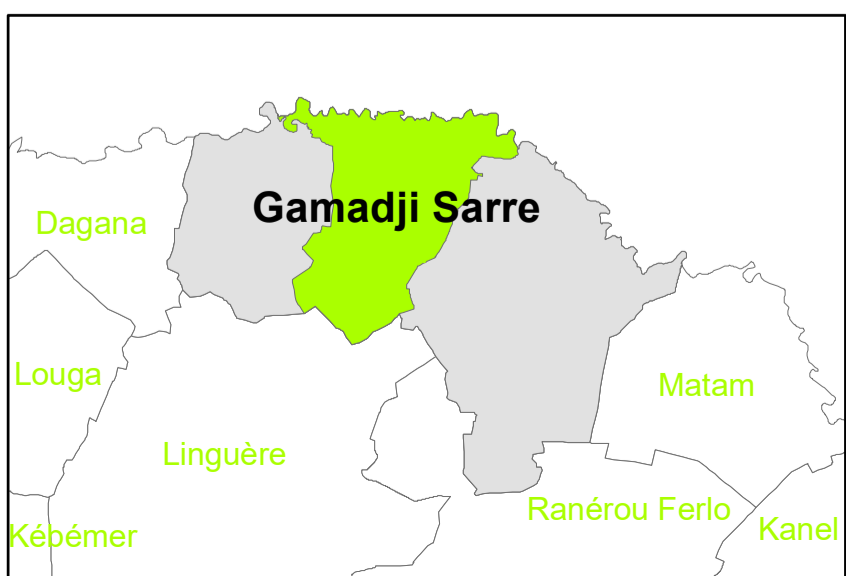 Gamadji Sarre
Dagana
Louga
Matam
Linguère
Ranérou Ferlo
Kébémer
Kanel